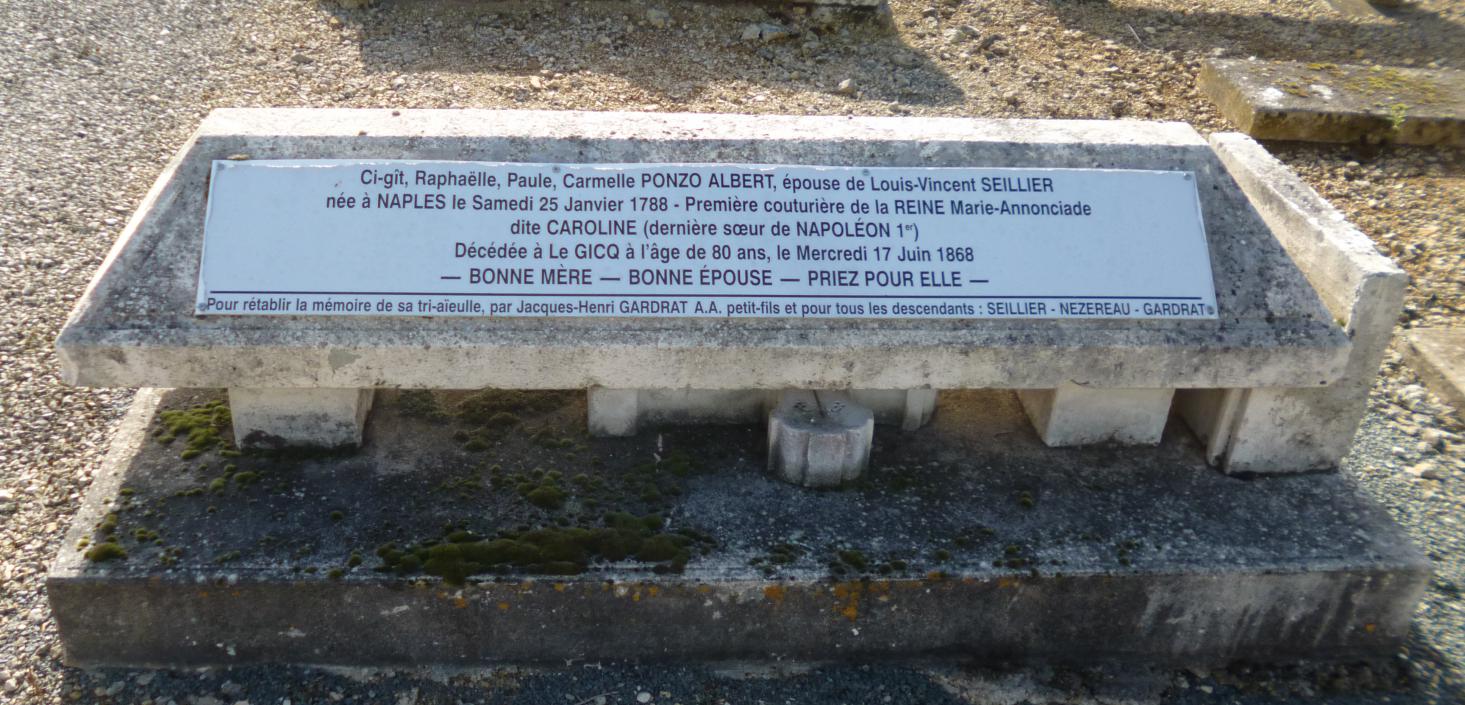 Ci-gît, Raphaëlle, Paule, Carmelle PONZO ALBERT, épouse de Louis-Vincent SEILLIER
née à NAPLES le Samedi 25 Janvier 1788 - Première couturière de la REINE Marie-Annonciade
dite CAROLINE (dernière sœur de NAPOLÉON 1er)
Décédée à Le GICQ à l'âge de 80 ans, le Mercredi 17 Juin 1868
— BONNE MÈRE — BONNE ÉPOUSE — PRIEZ POUR ELLE —
Pour rétablir la mémoire de sa tri-aïeulle, par Jacques-Henri GARDRAT A.A. petit-fils et pour tous les descendants : SEILLIER - NEZEREAU - GARDRAT